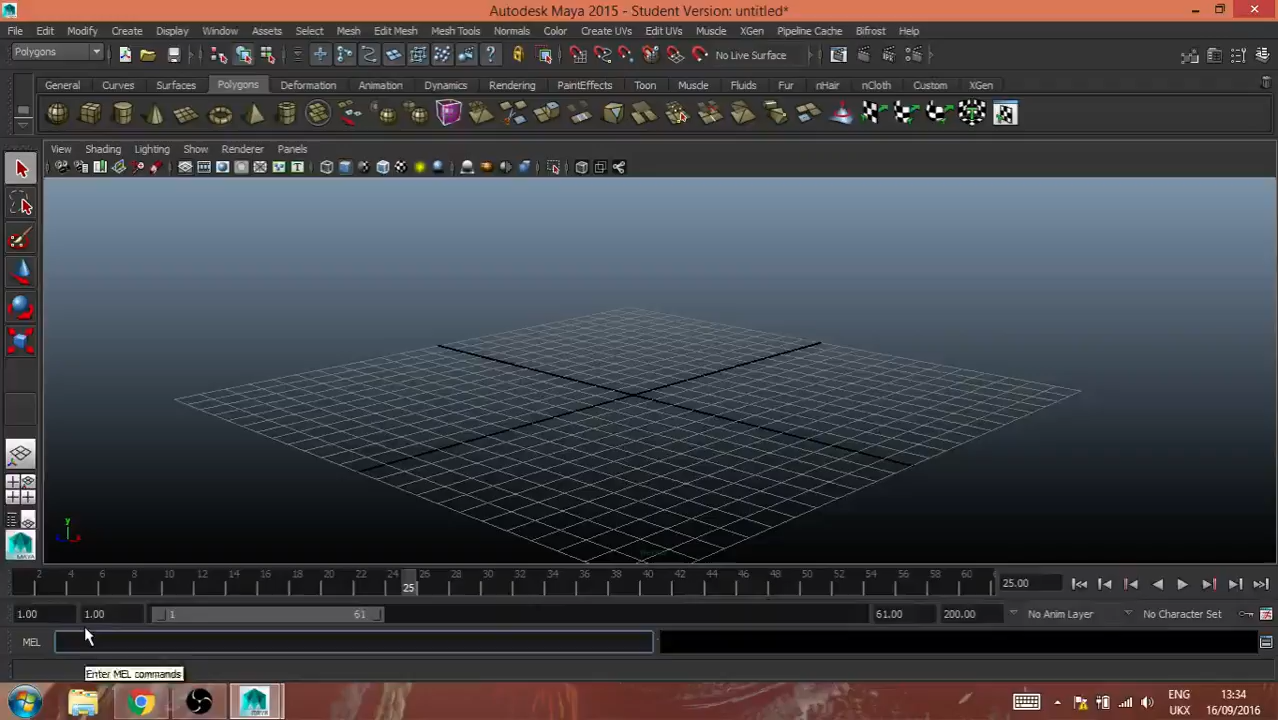 Autodesk Maya 2015 - Student Version: untitled*
File Edit Modify Create Display Window Assets Select Mesh Edit Mesh Mesh Tools Normals Color Create UVs Edit UVs Muscle XGen Pipeline Cache Bifrost Help
Polygons No Live Surface
General Curves Surfaces Polygons Deformation Animation Dynamics Rendering PaintEffects Toon Muscle Fluids Fur nHair nCloth Custom XGen
View Shading Lighting Show Renderer Panels
y
MAYA
2 4 6 8 10 12 14 16 18 20 22 24 26 28 30 32 34 36 38 40 42 44 46 48 50 52 54 56 58 60
25 25.00
1.00 1.00 1 61 61.00 200.00 No Anim Layer No Character Set
MEL
Enter MEL commands
ENG 13:34
UKX 16/09/2016